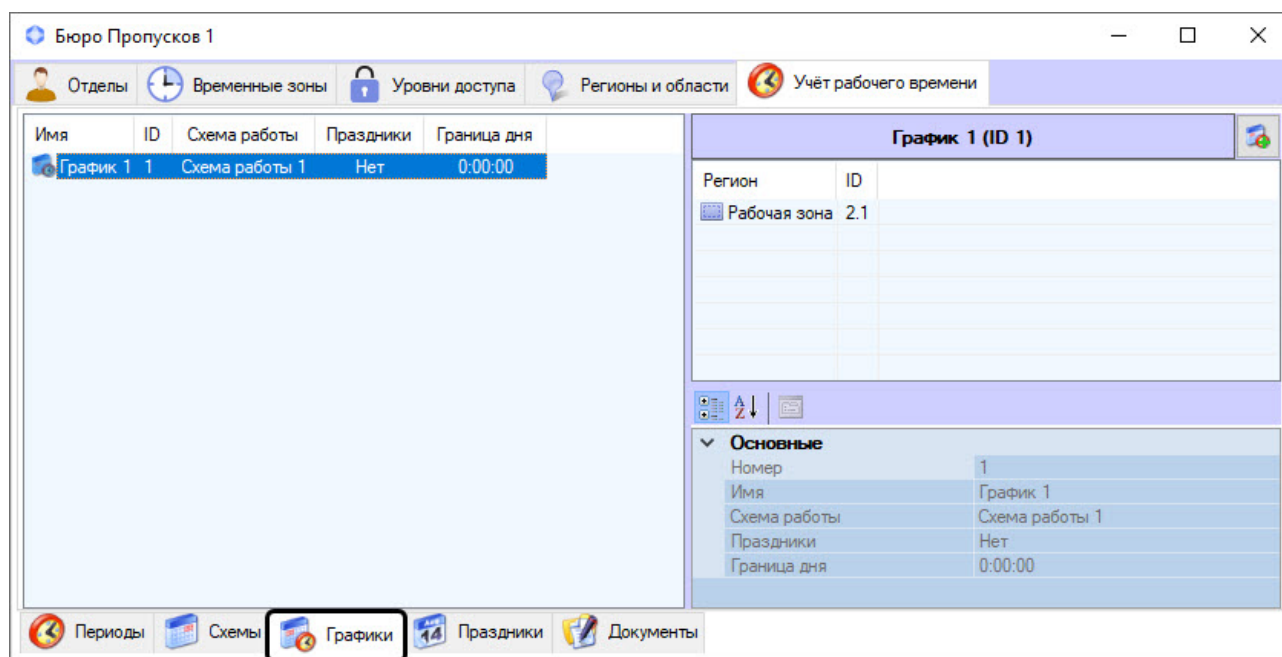 Бюро Пропусков 1
Отделы Временные зоны Уровни доступа Регионы и области Учёт рабочего времени
Имя ID Схема работы Праздники Граница дня
График 1 1 Схема работы 1 Нет 0:00:00
График 1 (ID 1)
Регион ID
Рабочая зона 2.1
A
Z
Основные
Номер 1
Имя График 1
Схема работы Схема работы 1
Праздники Нет
Граница дня 0:00:00
Периоды Схемы Графики 14 Праздники Документы